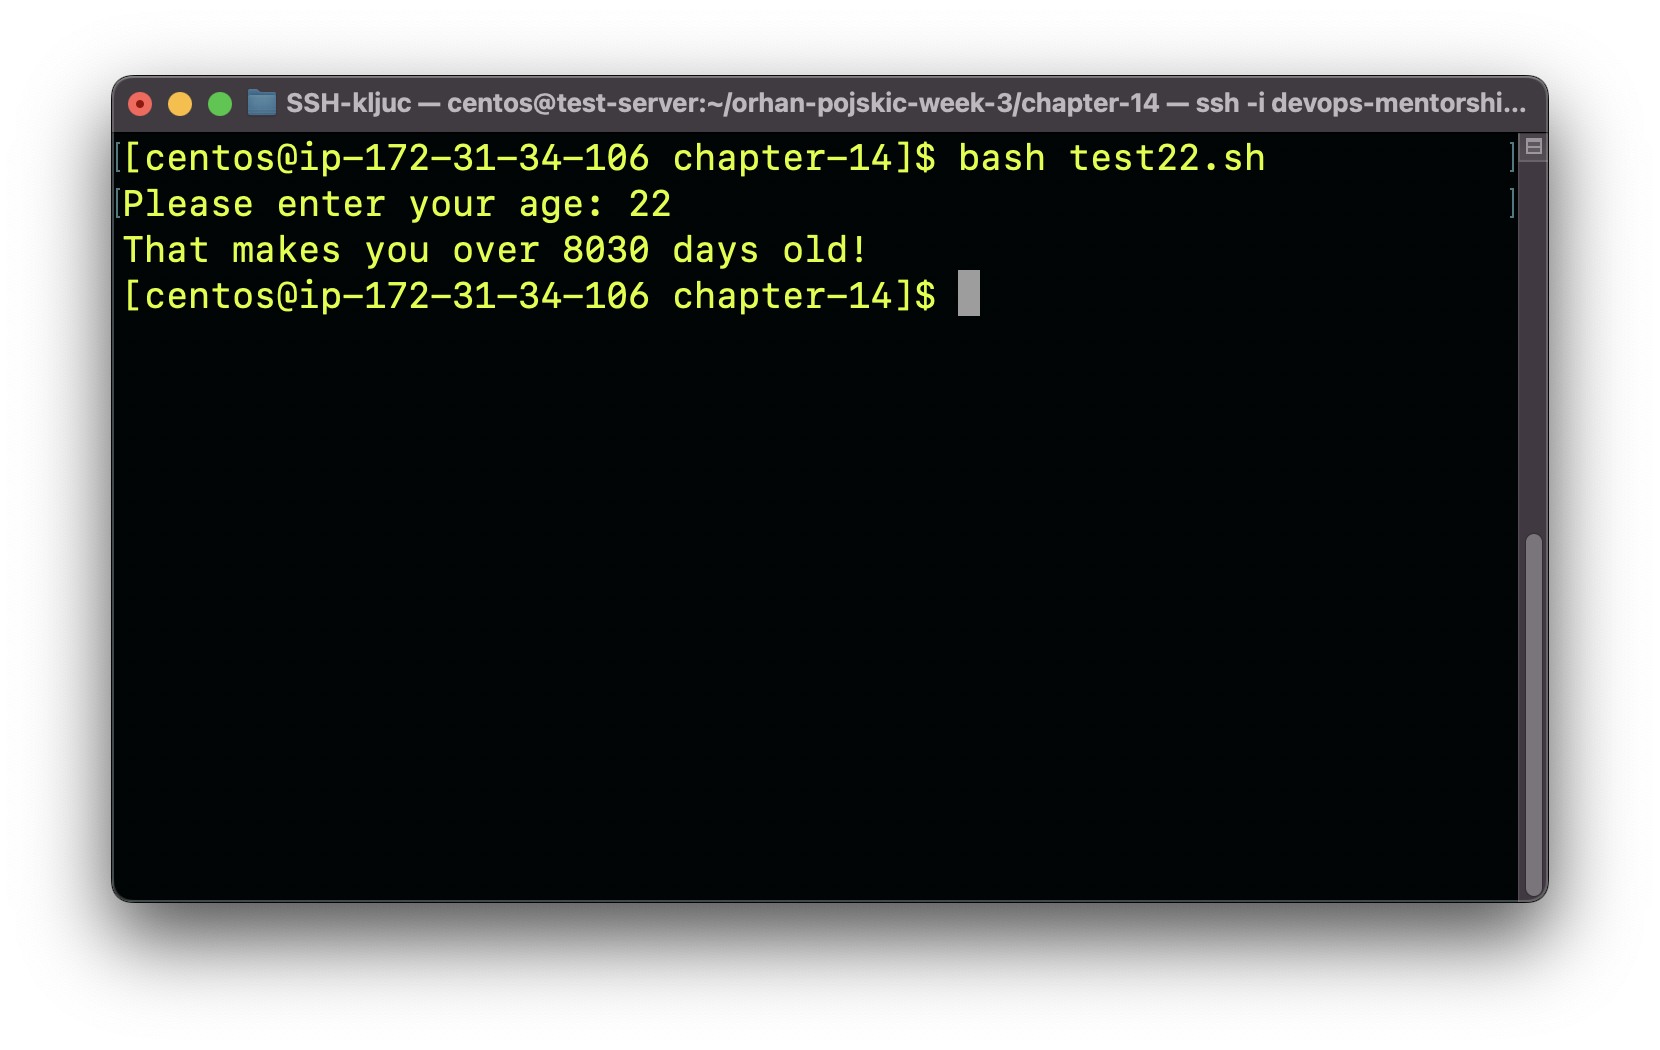 SSH-kljuc — centos@test-server:~/orhan-pojskic-week-3/chapter-14 — ssh -i devops-mentorshi...
[centos@ip-172-31-34-106 chapter-14]$ bash test22.sh
Please enter your age: 22
That makes you over 8030 days old!
[centos@ip-172-31-34-106 chapter-14]$